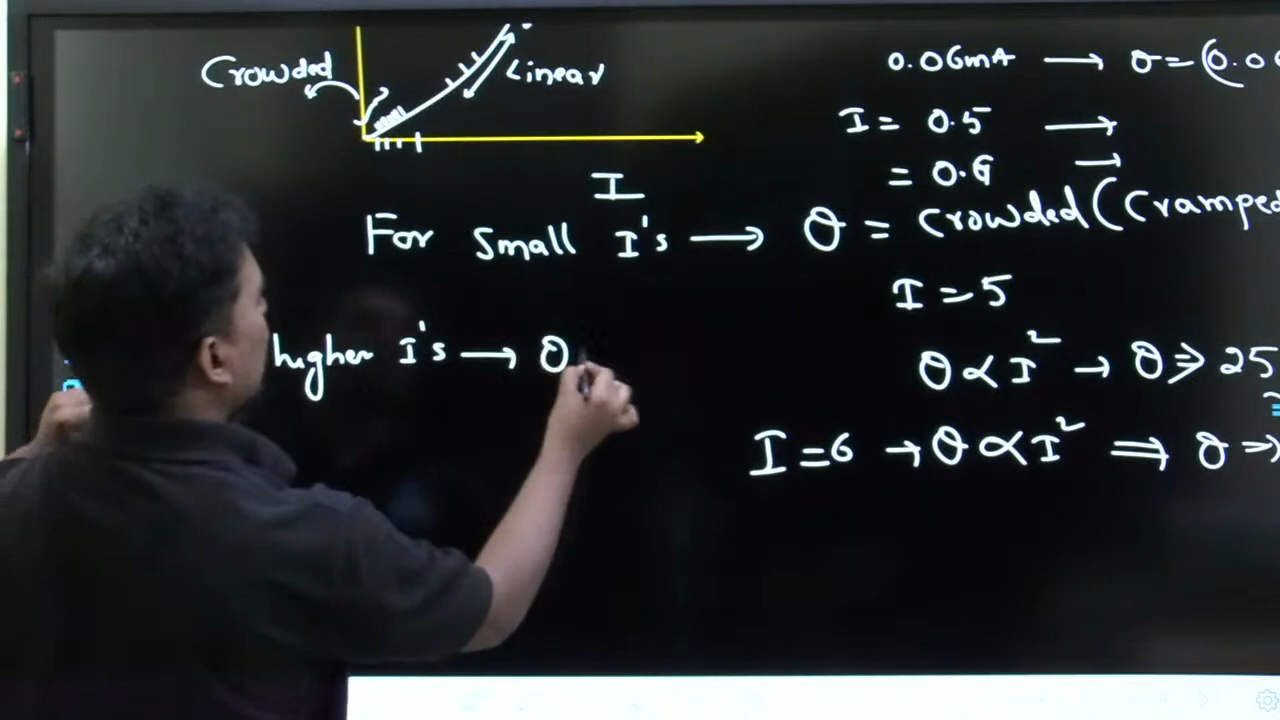 Crowded
Linear
I
0.06mA → θ = (0.0
I = 0.5 →
= 0.6 →
For Small I's → θ = Crowded (Cramped
I = 5
higher I's → θ
θ ∝ I² → θ ⇒ 25
I = 6 → θ ∝ I² ⇒ θ ⇒